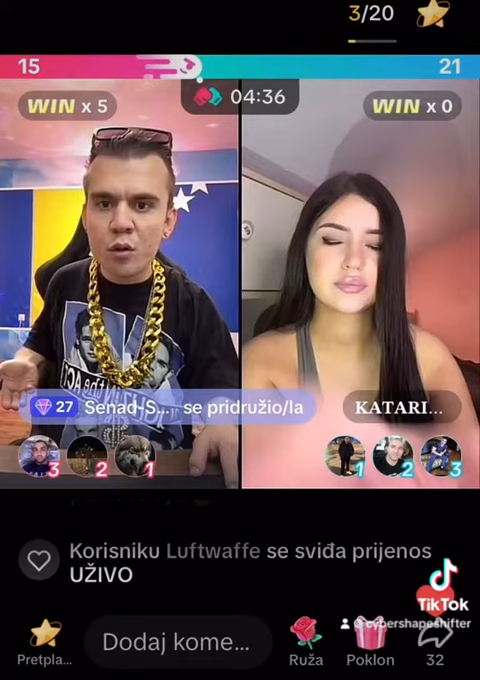 3/20
15
21
04:36
WIN x 5
WIN x 0
27 Senad-S... se pridružio/la
KATARI...
3
2
1
1
2
3
Korisniku Luftwaffe se sviđa prijenos
UŽIVO
TikTok
cybershapeshifter
Dodaj kome...
Pretpla...
Ruža
Poklon
32